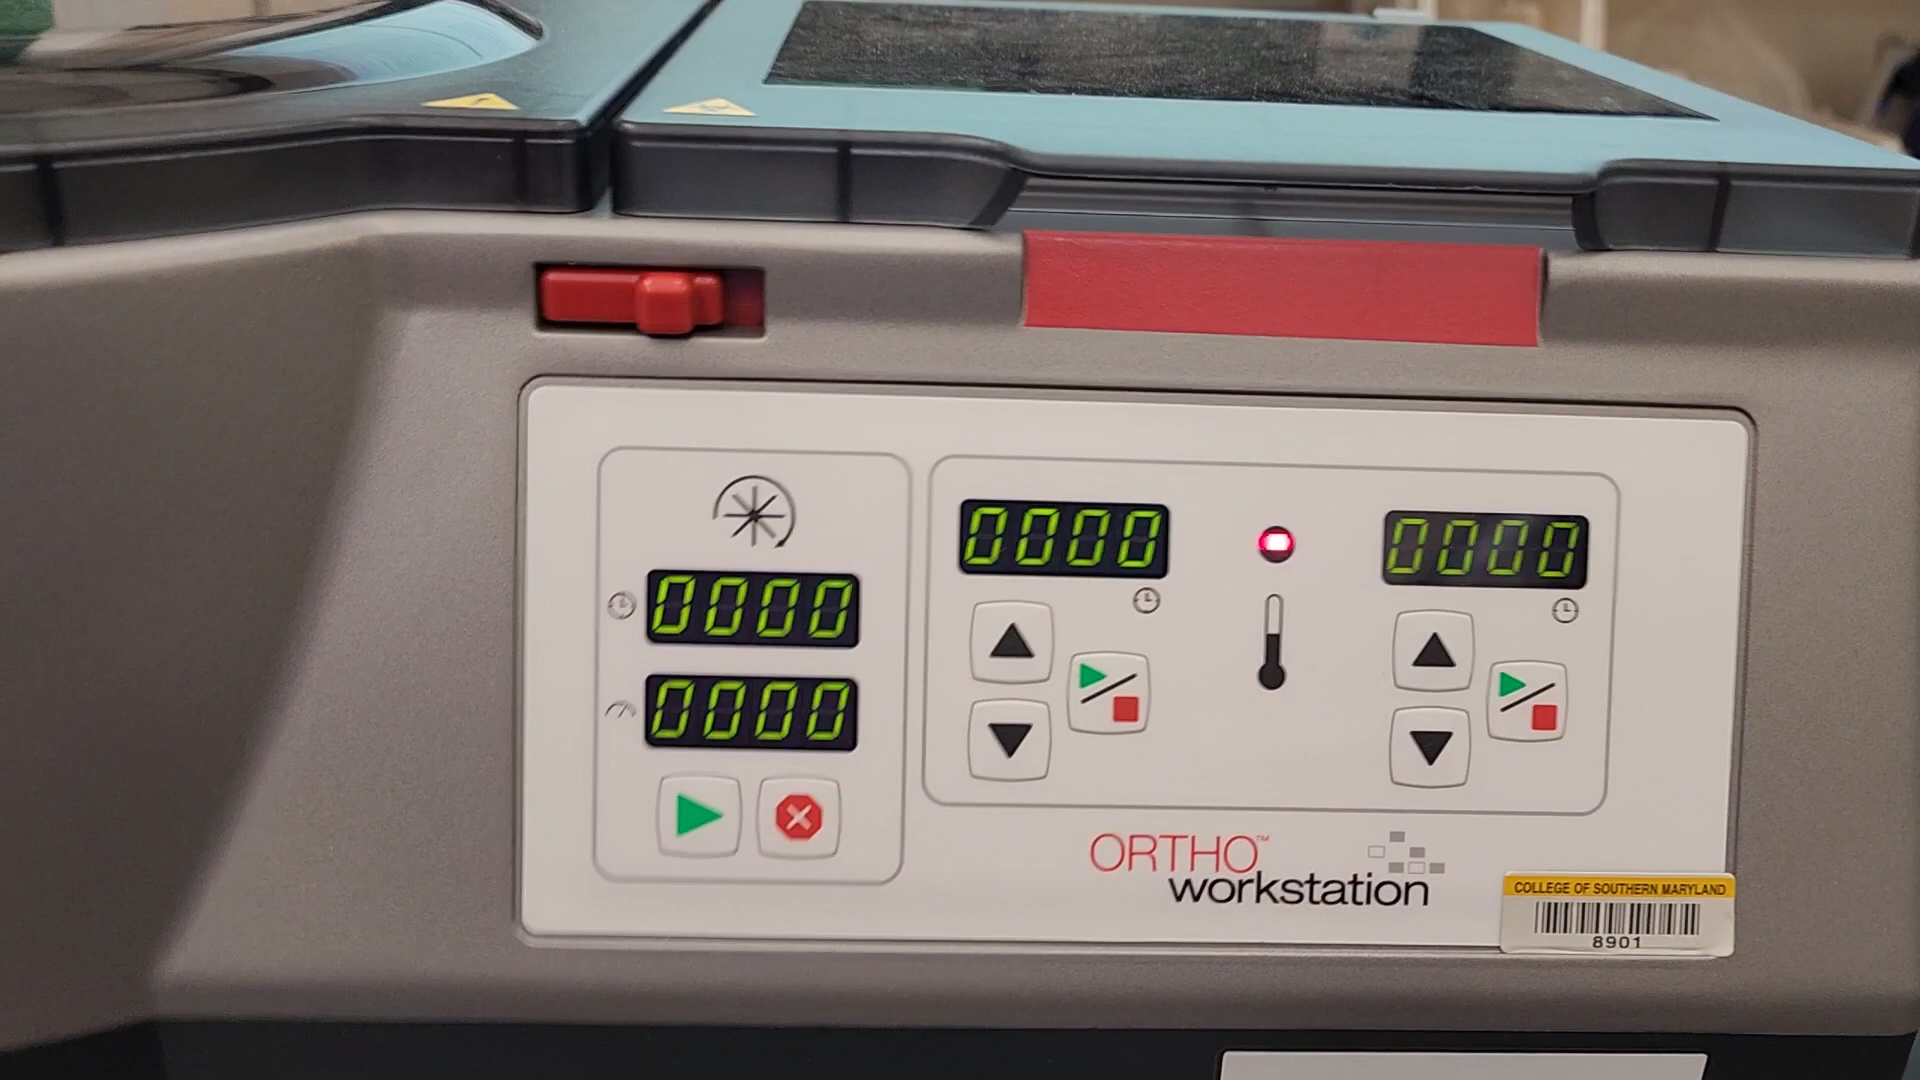 0000
0000
0000
0000
ORTHO™
workstation
COLLEGE OF SOUTHERN MARYLAND
8901